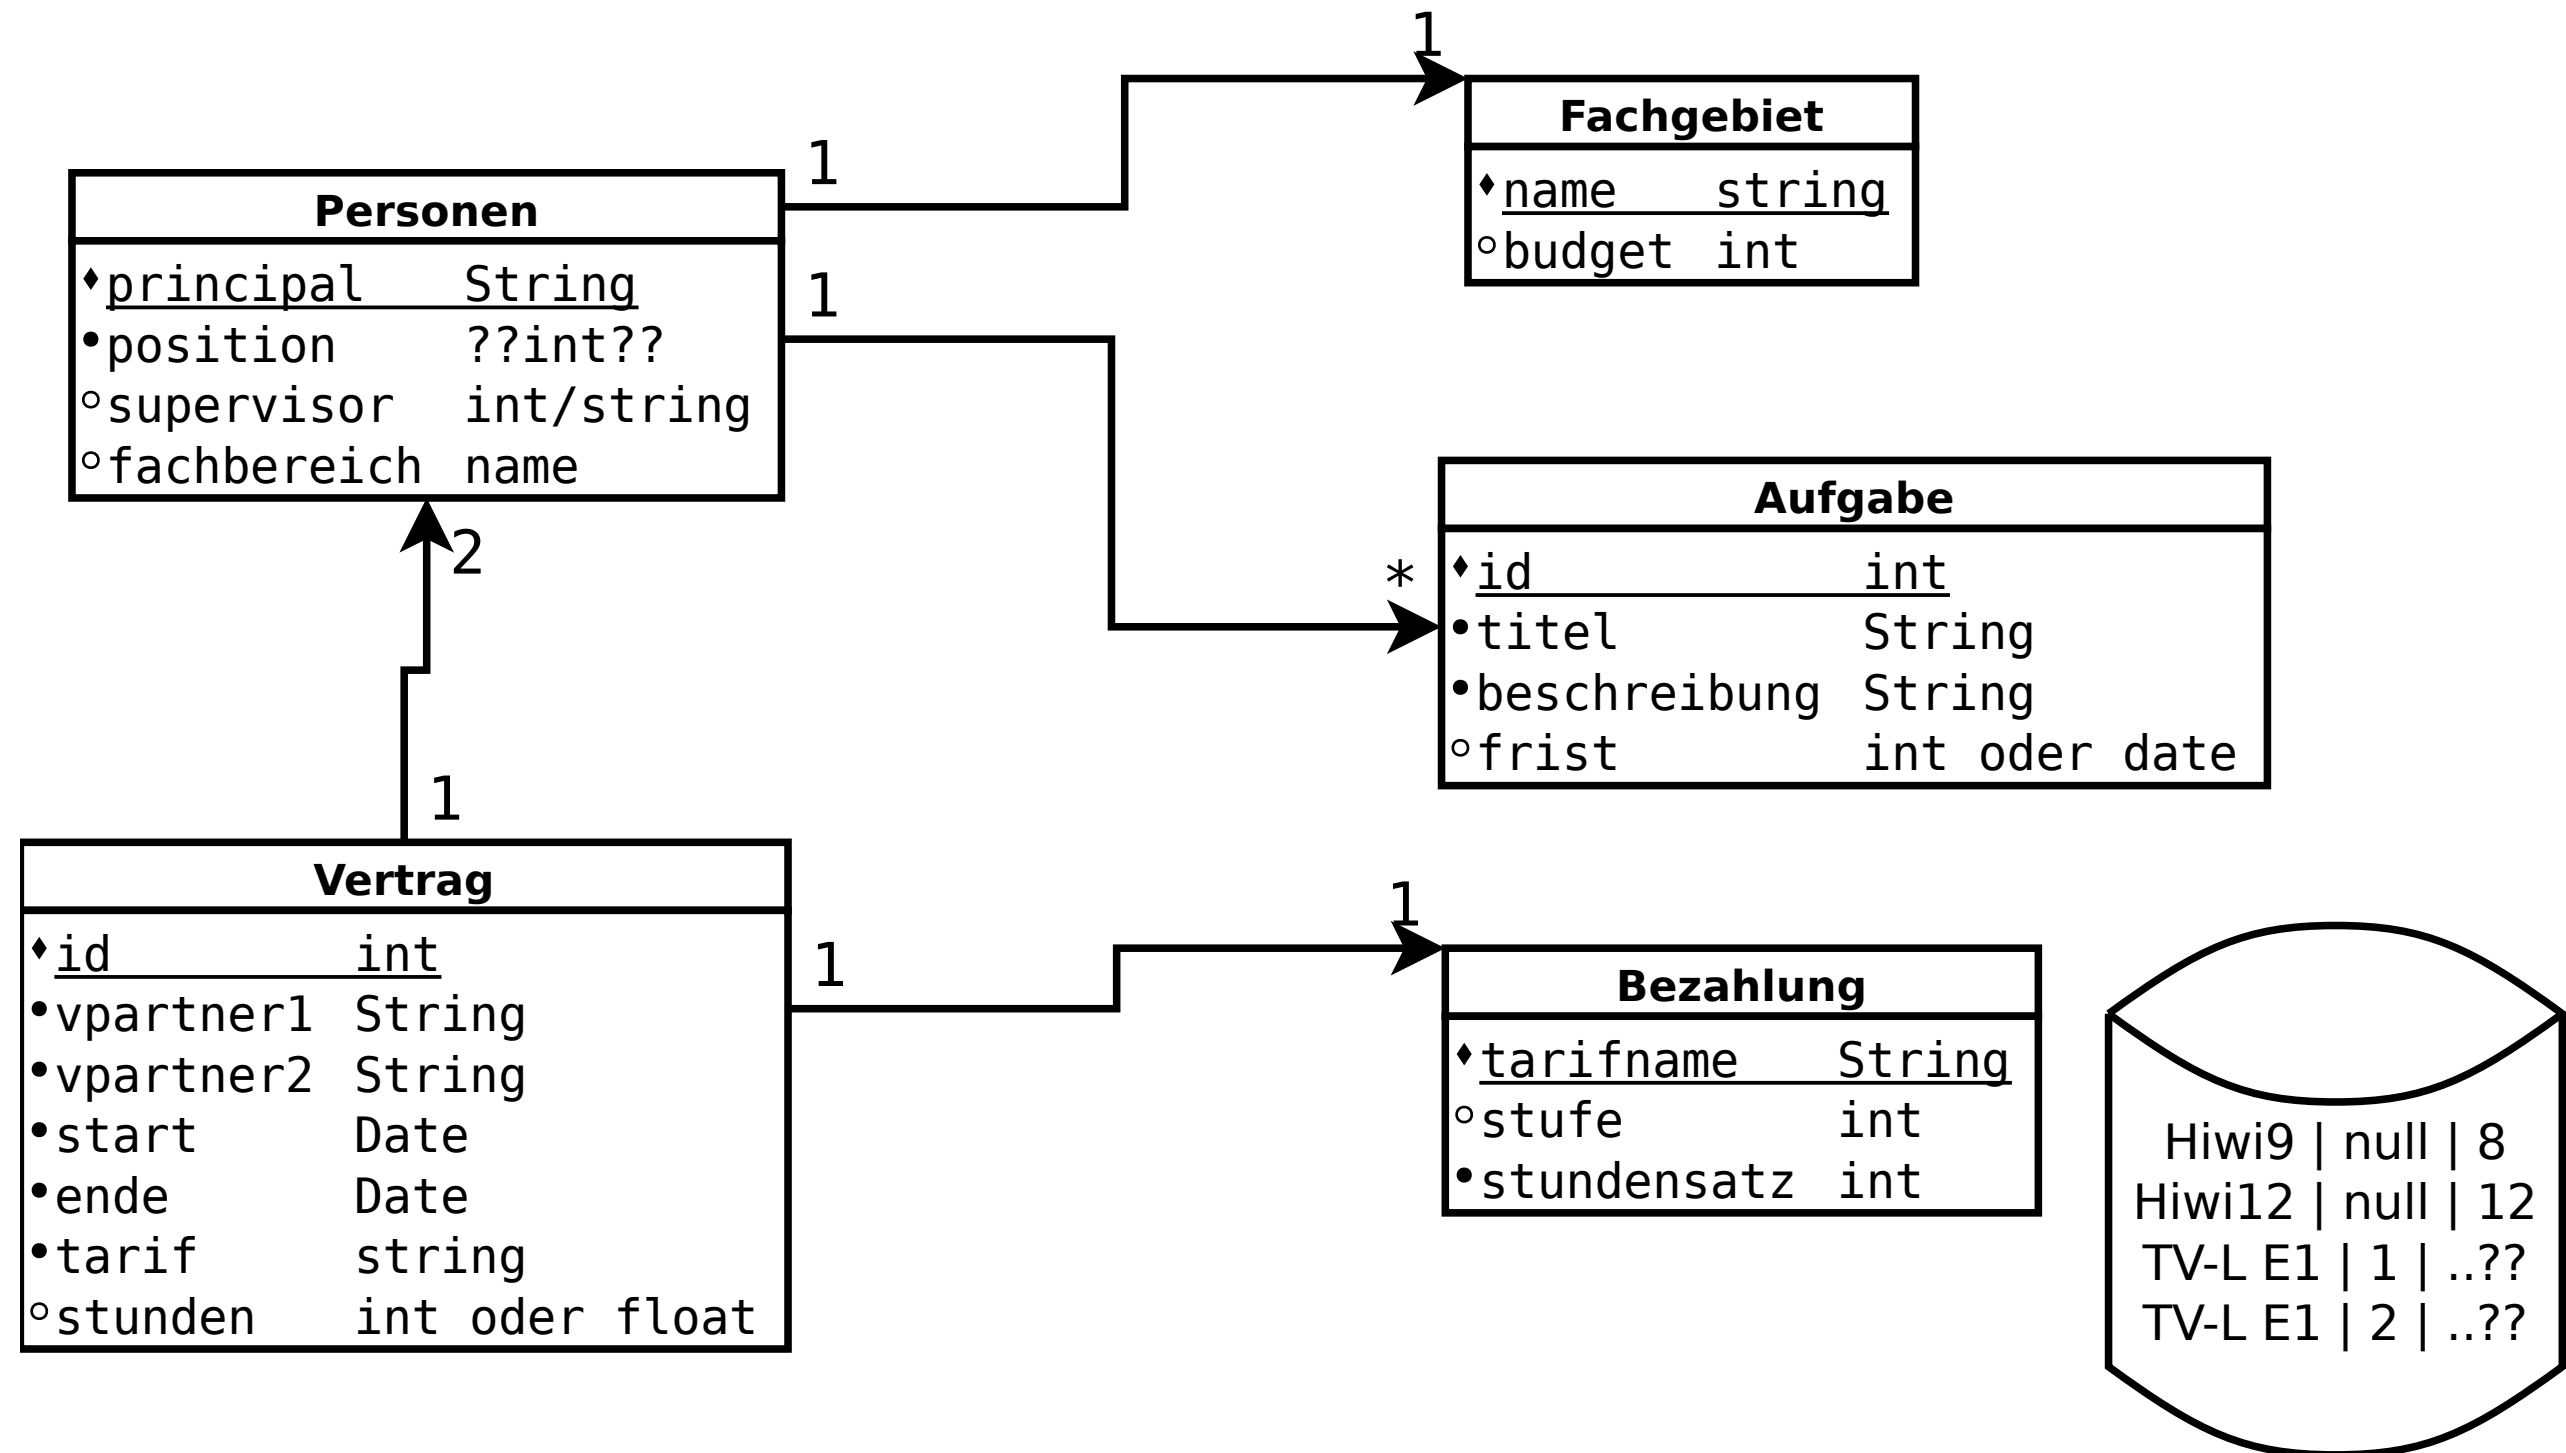 1
Fachgebiet
name string
budget int
1
Personen
principal String
position ??int??
supervisor int/string
fachbereich name
1
2
*
Aufgabe
id int
titel String
beschreibung String
frist int oder date
1
Vertrag
id int
vpartner1 String
vpartner2 String
start Date
ende Date
tarif string
stunden int oder float
1
1
Bezahlung
tarifname String
stufe int
stundensatz int
Hiwi9 | null | 8
Hiwi12 | null | 12
TV-L E1 | 1 | ..??
TV-L E1 | 2 | ..??